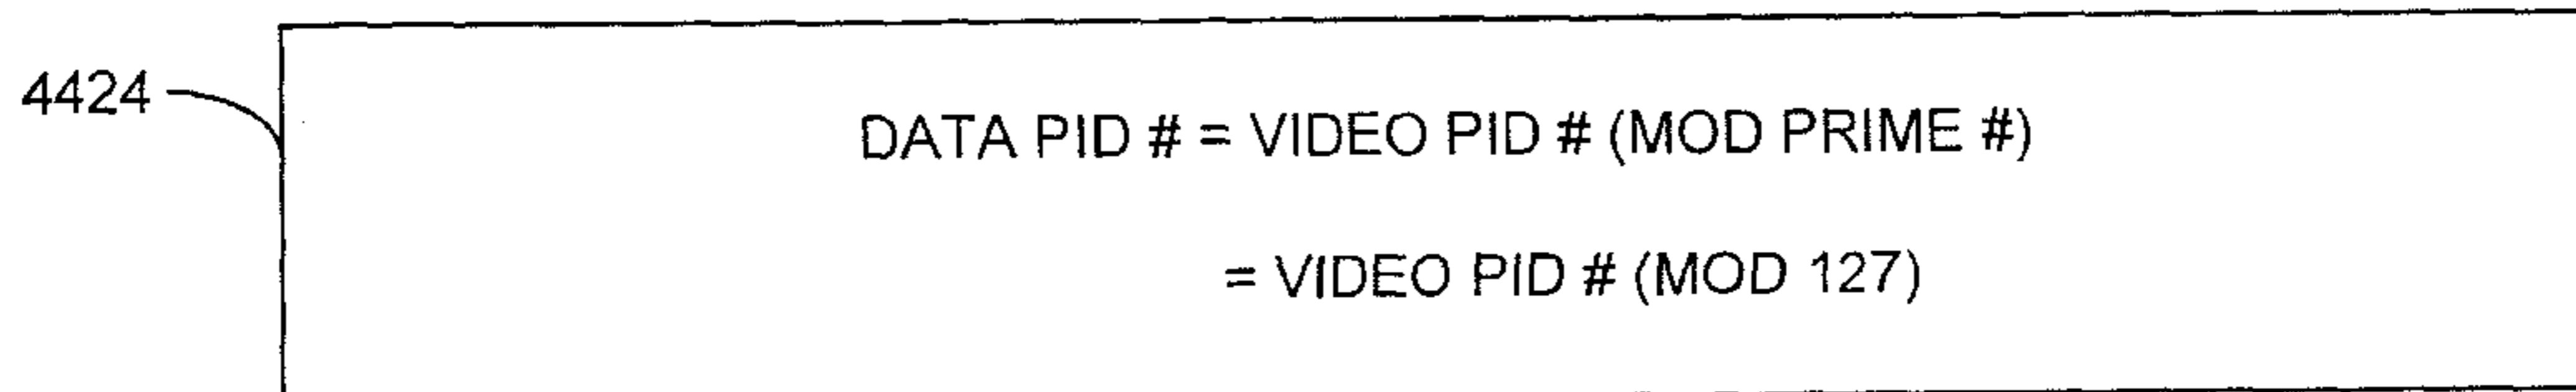 4424
DATA PID # = VIDEO PID # (MOD PRIME #)
= VIDEO PID # (MOD 127)